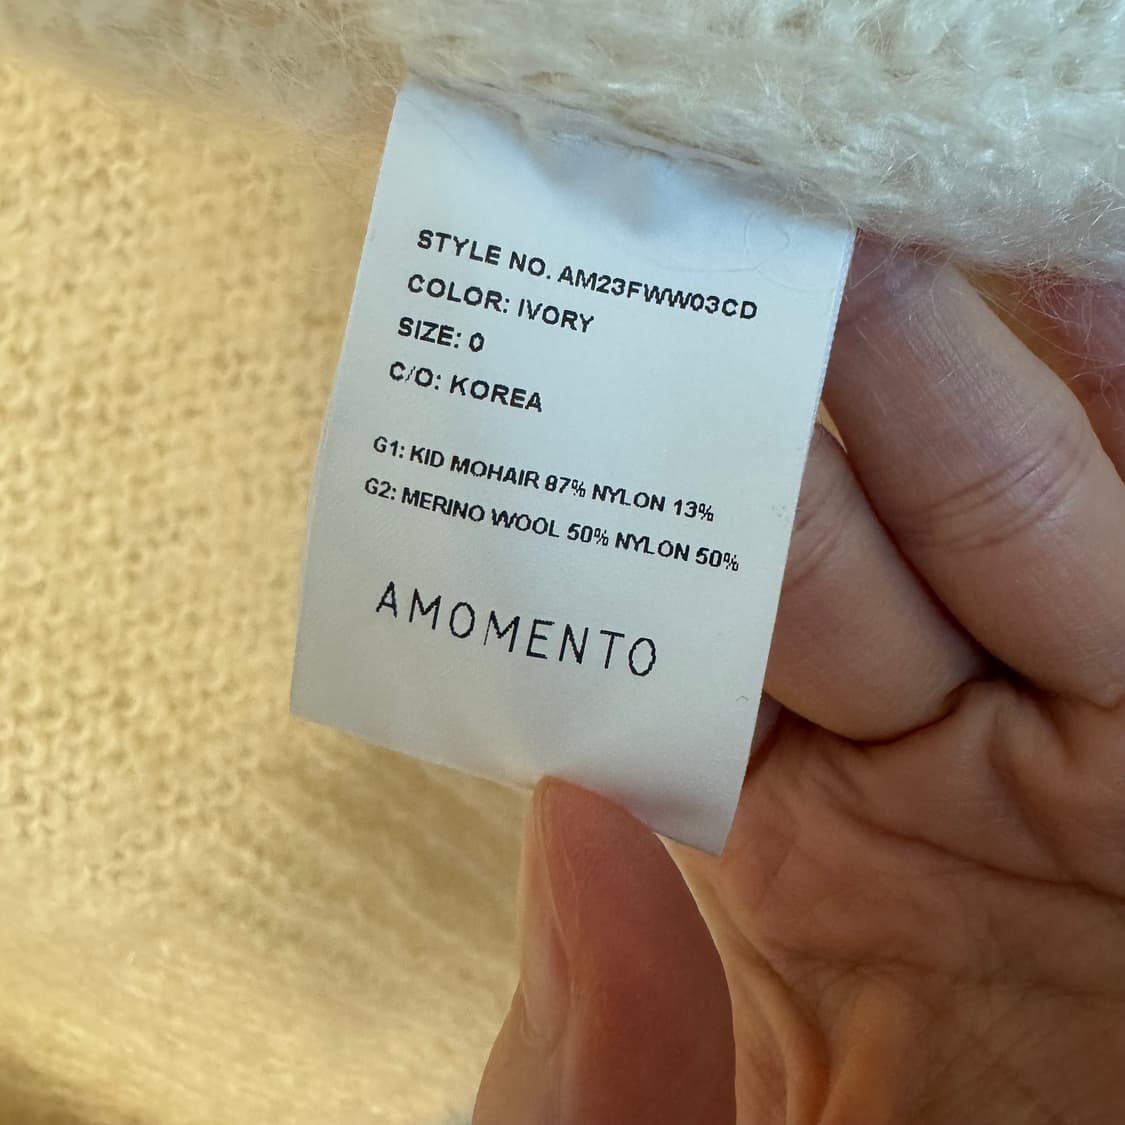 STYLE NO. AM23FWW03CD
COLOR: IVORY
SIZE: 0
C/O: KOREA
G1: KID MOHAIR 87% NYLON 13%
G2: MERINO WOOL 50% NYLON 50%
AMOMENTO